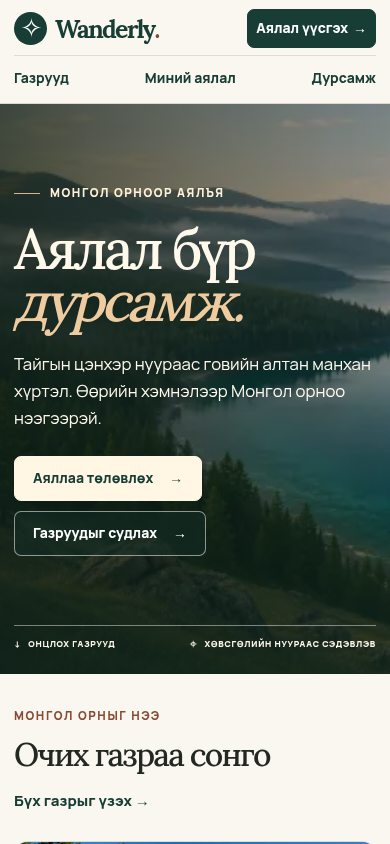 Wanderly.
Аялал үүсгэх →
Газрууд
Миний аялал
Дурсамж
МОНГОЛ ОРНООР АЯЛЪЯ
Аялал бүр
дурсамж.
Тайгын цэнхэр нуураас говийн алтан манхан
хүртэл. Өөрийн хэмнэлээр Монгол орноо
нээгээрэй.
Аяллаа төлөвлөх →
Газруудыг судлах →
↓ ОНЦЛОХ ГАЗРУУД
⌖ ХӨВСГӨЛИЙН НУУРААС СЭДЭВЛЭВ
МОНГОЛ ОРНЫГ НЭЭ
Очих газраа сонго
Бүх газрыг үзэх →